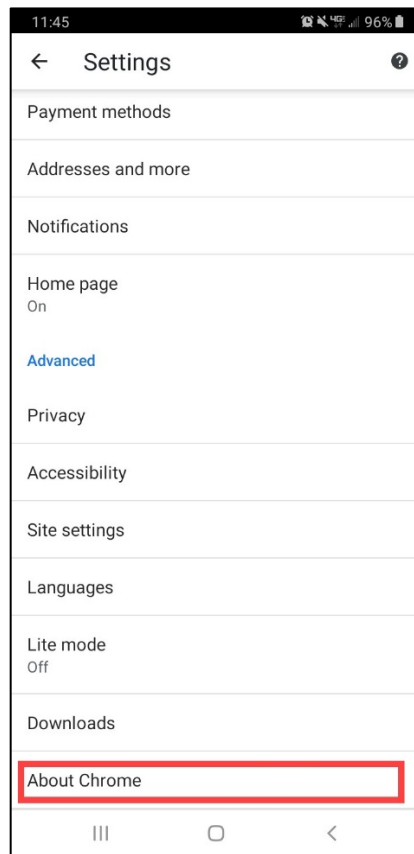 11:45 4GE 96%
Settings
Payment methods
Addresses and more
Notifications
Home page
On
Advanced
Privacy
Accessibility
Site settings
Languages
Lite mode
Off
Downloads
About Chrome